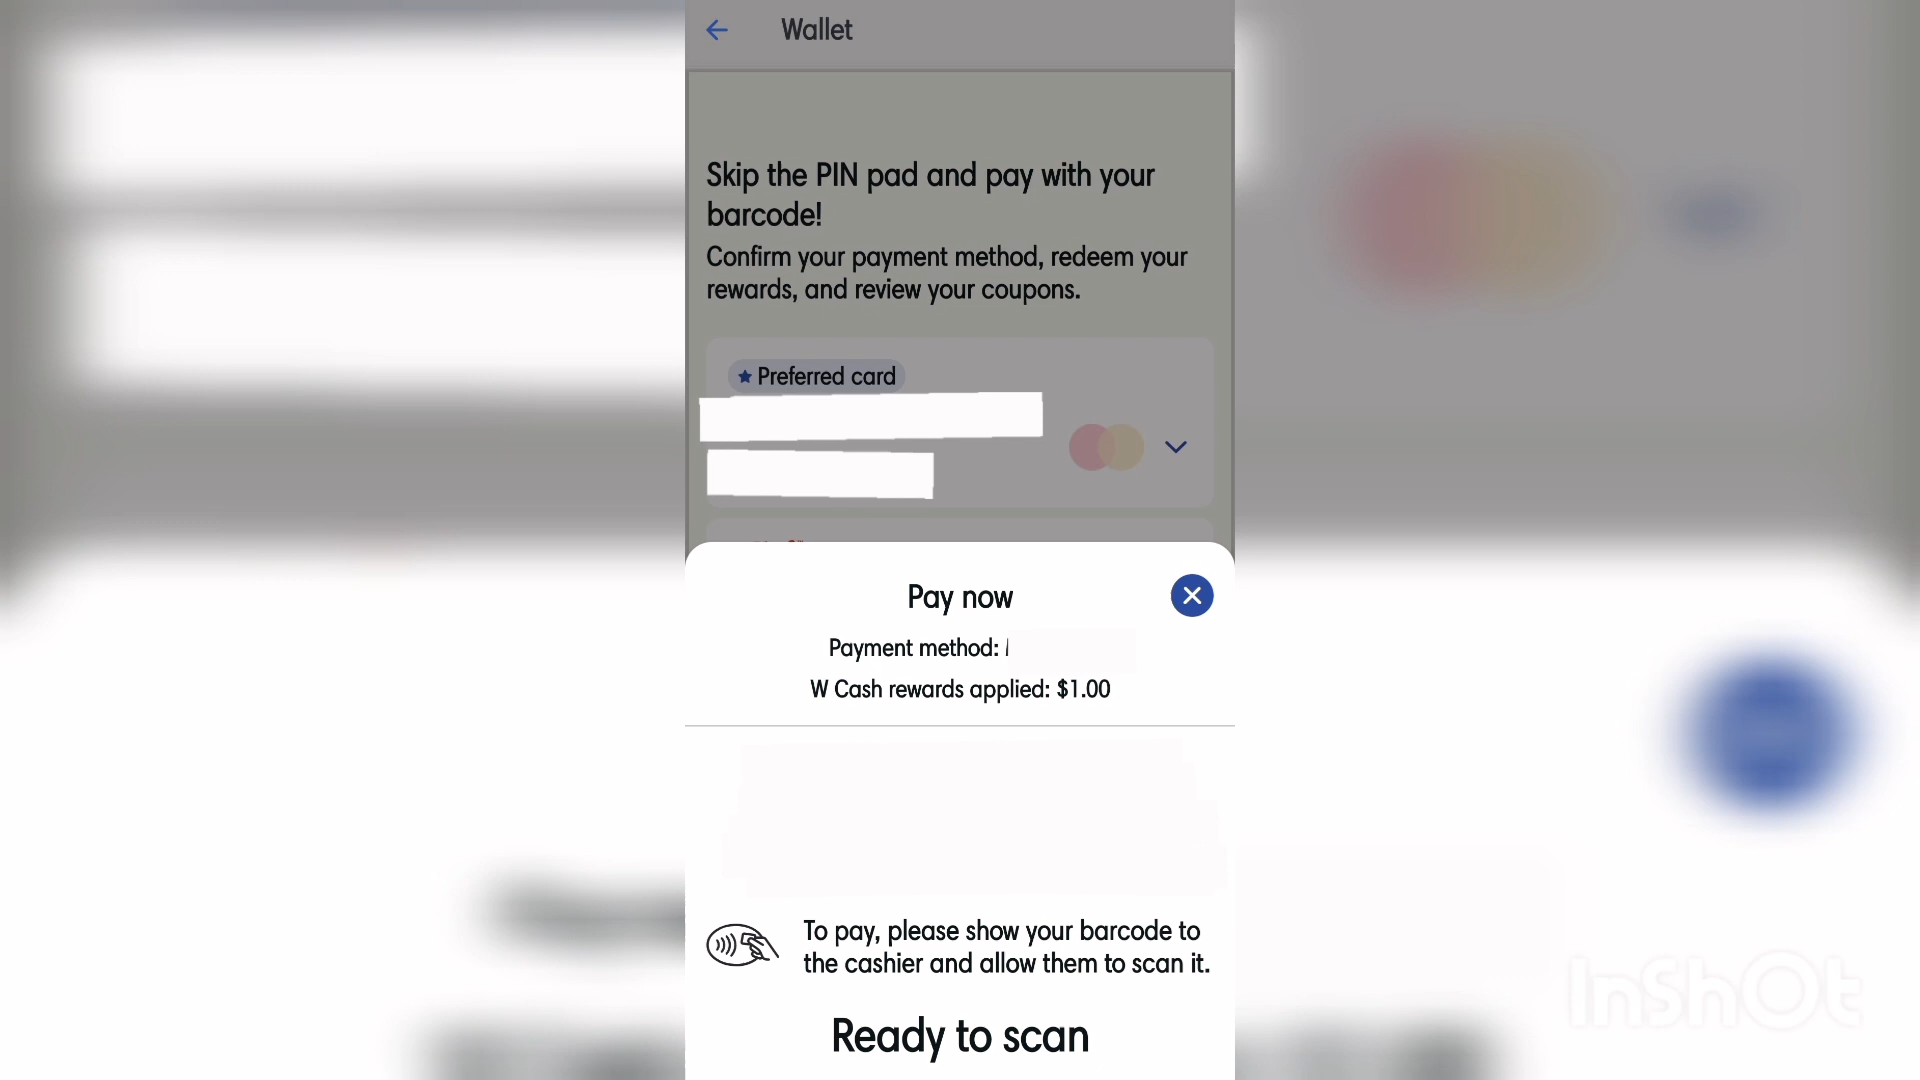 Wallet
Skip the PIN pad and pay with your
barcode!
Confirm your payment method, redeem your
rewards, and review your coupons.
Preferred card
Pay now
Payment method:
W Cash rewards applied: $1.00
To pay, please show your barcode to
the cashier and allow them to scan it.
Ready to scan
InShOt